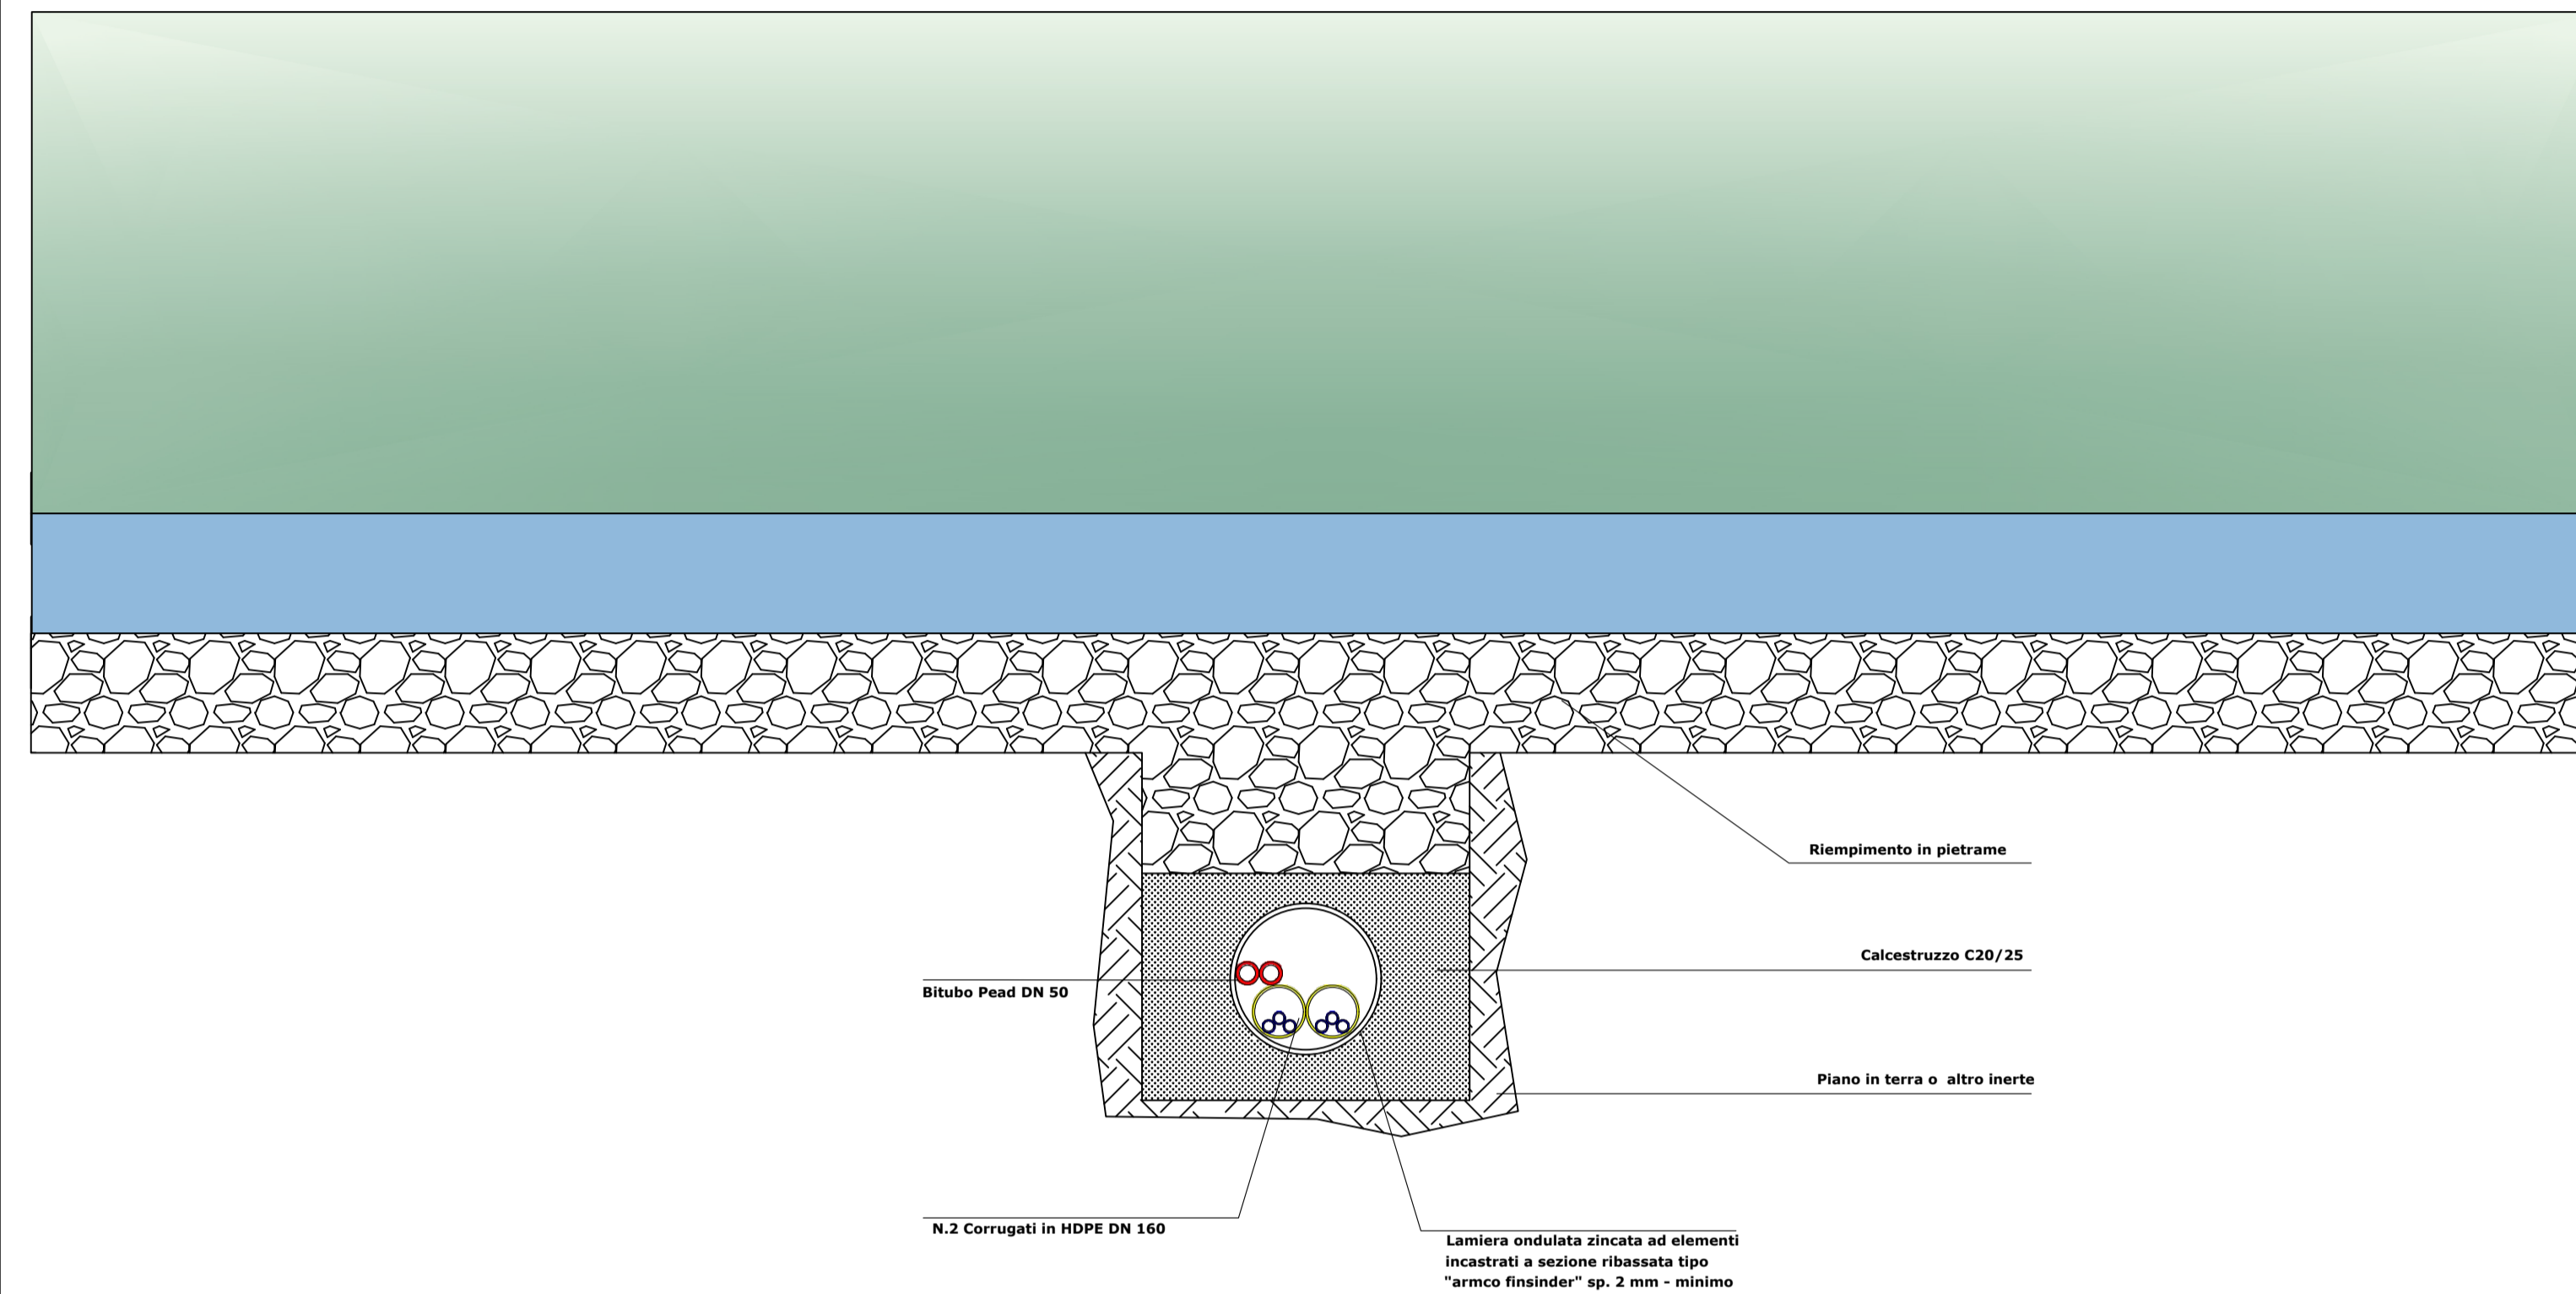 Riempimento in pietrame
Calcestruzzo C20/25
Bitubo Pead DN 50
Piano in terra o  altro inerte
N.2 Corrugati in HDPE DN 160
Lamiera ondulata zincata ad elementi
incastrati a sezione ribassata tipo
"armco finsinder" sp. 2 mm - minimo